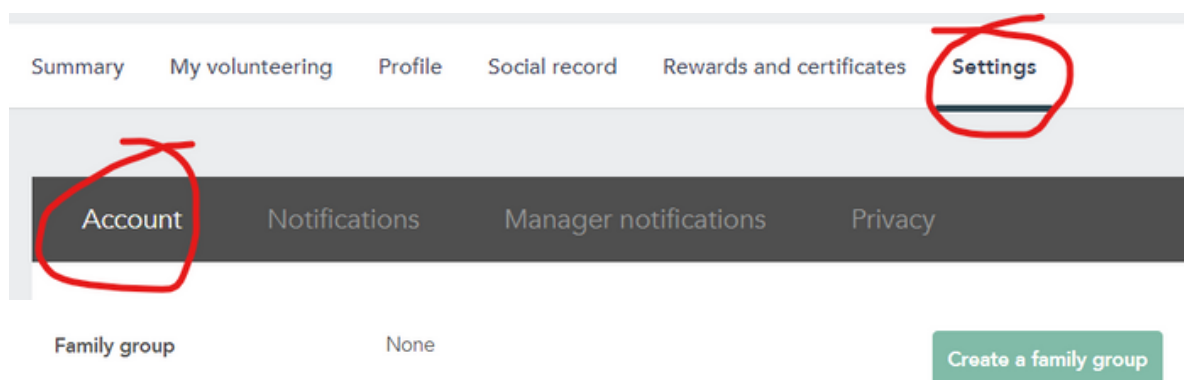 Summary My volunteering Profile Social record Rewards and certificates Settings
Account Notifications Manager notifications Privacy
Family group None Create a family group